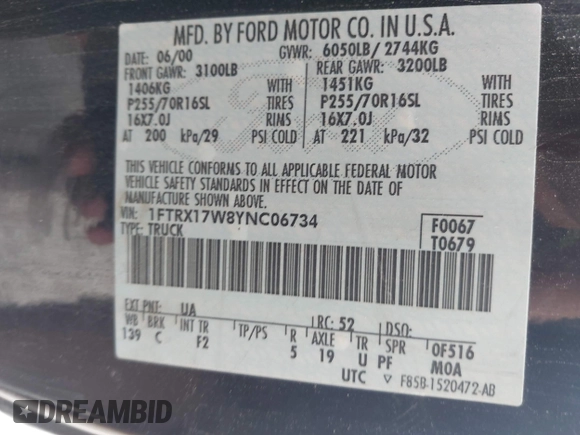 MFD. BY FORD MOTOR CO. IN U.S.A.
DATE: 06/00 GVWR: 6050LB/ 2744KG
FRONT GAWR: 3100LB REAR GAWR: 3200LB
1406KG WITH 1451KG WITH
P255/70R16SL TIRES P255/70R16SL TIRES
16X7.0J RIMS 16X7.0J RIMS
AT 200 kPa/29 PSI COLD AT 221 kPa/32 PSI COLD
THIS VEHICLE CONFORMS TO ALL APPLICABLE FEDERAL MOTOR
VEHICLE SAFETY STANDARDS IN EFFECT ON THE DATE OF
MANUFACTURE SHOWN ABOVE.
VIN: 1FTRX17W8YNC06734 F0067
TYPE: TRUCK T0679
EXT PNT: UA RC: 52 DSO:
WB BRK INT TR TP/PS R AXLE TR SPR 0F516
139 C F2 5 19 U PF MOA
UTC ▽ F85B-1520472-AB
DREAMBID